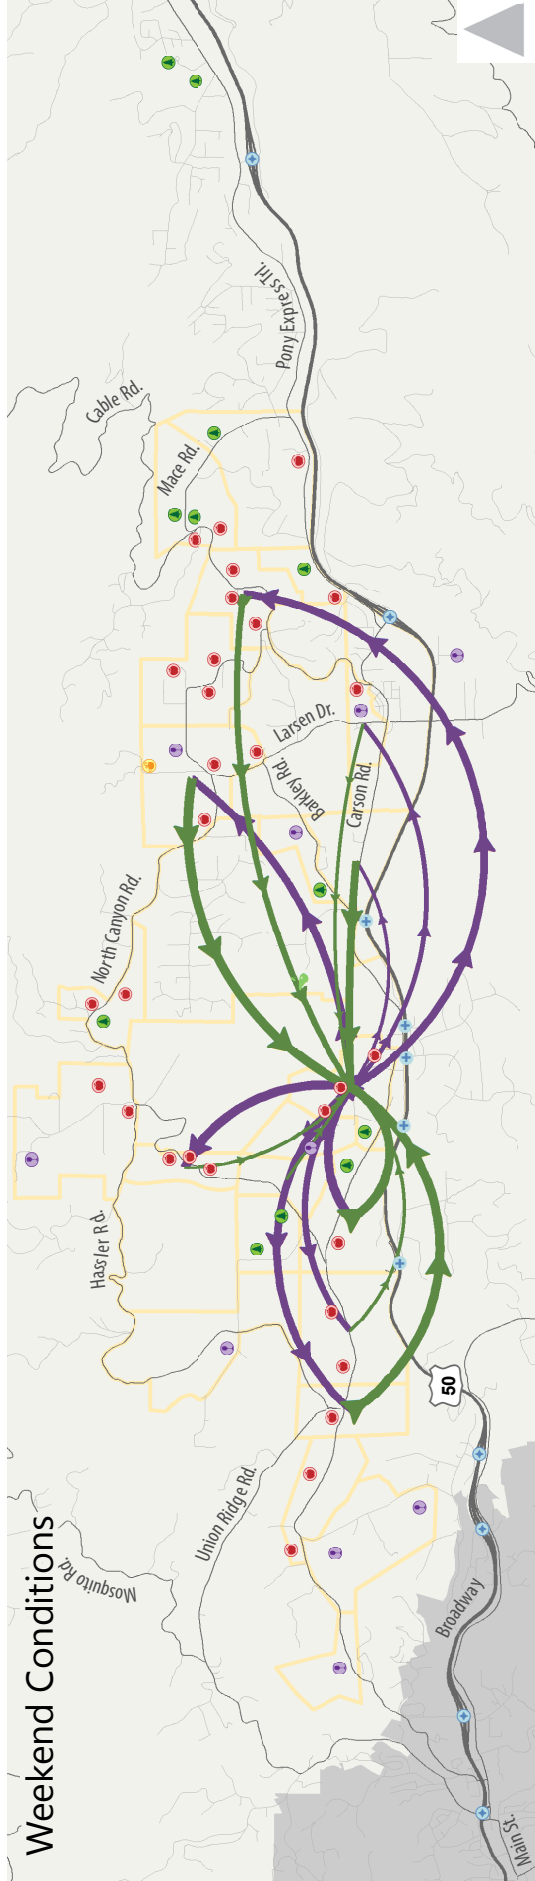 Weekend Conditions
Mosquito Rd.
Union Ridge Rd.
Hassler Rd.
North Canyon Rd.
Cable Rd.
Mace Rd.
Pony Express Trl.
Larsen Dr.
Barkley Rd.
Carson Rd.
50
Broadway
Main St.